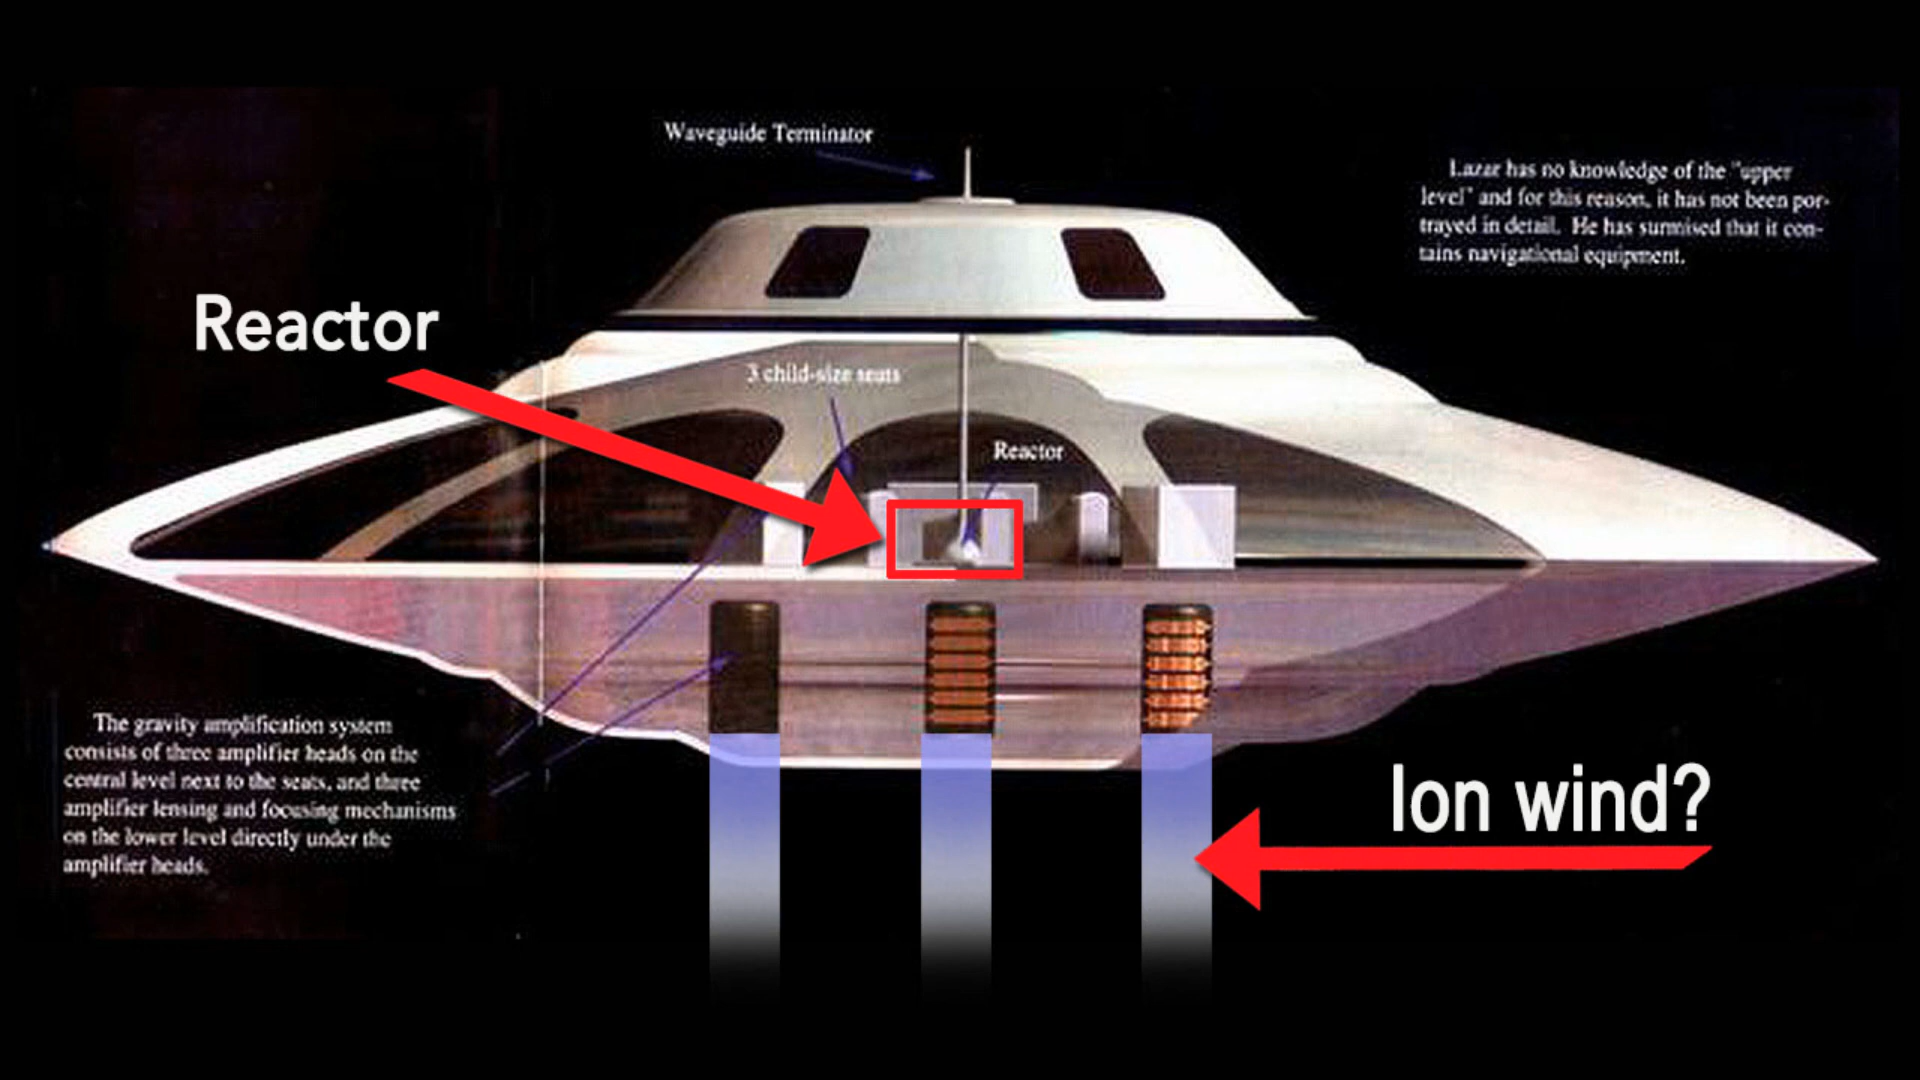 Waveguide Terminator
Lazar has no knowledge of the "upper
level" and for this reason, it has not been por-
trayed in detail. He has surmised that it con-
tains navigational equipment.
Reactor
3 child-size seats
Reactor
The gravity amplification system
consists of three amplifier heads on the
central level next to the seats, and three
amplifier lensing and focusing mechanisms
on the lower level directly under the
amplifier heads.
Ion wind?